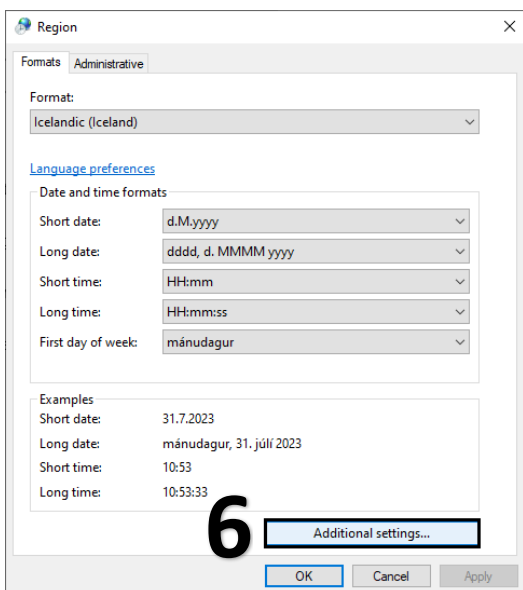 Region
Formats Administrative
Format:
Icelandic (Iceland)
Language preferences
Date and time formats
Short date: d.M.yyyy
Long date: dddd, d. MMMM yyyy
Short time: HH:mm
Long time: HH:mm:ss
First day of week: mánudagur
Examples
Short date: 31.7.2023
Long date: mánudagur, 31. júlí 2023
Short time: 10:53
Long time: 10:53:33
6 Additional settings...
OK Cancel Apply